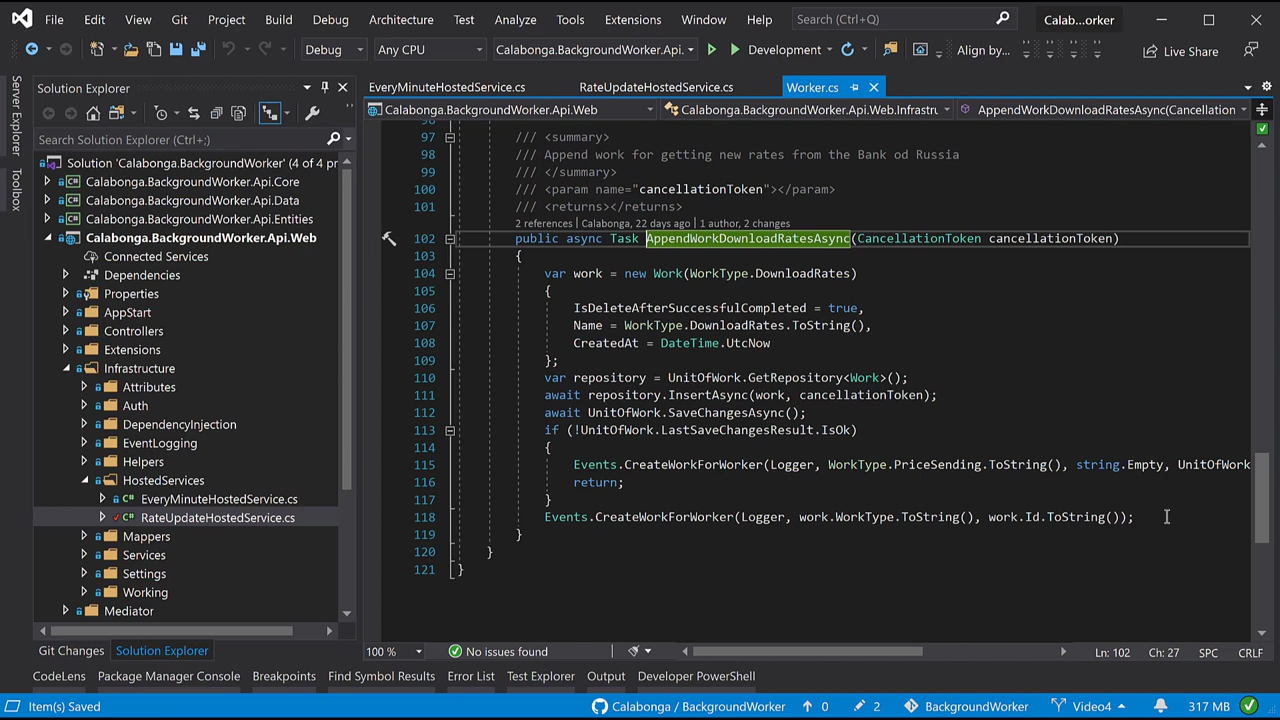 File Edit View Git Project Build Debug Architecture Test Analyze Tools Extensions Window Help Search (Ctrl+Q) Calab...orker
Debug Any CPU Calabonga.BackgroundWorker.Api. Development Align by... Live Share
Server Explorer
Toolbox
Solution Explorer
Search Solution Explorer (Ctrl+;)
Solution 'Calabonga.BackgroundWorker' (4 of 4 pr
Calabonga.BackgroundWorker.Api.Core
Calabonga.BackgroundWorker.Api.Data
Calabonga.BackgroundWorker.Api.Entities
Calabonga.BackgroundWorker.Api.Web
Connected Services
Dependencies
Properties
AppStart
Controllers
Extensions
Infrastructure
Attributes
Auth
DependencyInjection
EventLogging
Helpers
HostedServices
EveryMinuteHostedService.cs
RateUpdateHostedService.cs
Mappers
Services
Settings
Working
Mediator
Git Changes Solution Explorer
EveryMinuteHostedService.cs RateUpdateHostedService.cs Worker.cs
Calabonga.BackgroundWorker.Api.Web Calabonga.BackgroundWorker.Api.Web.Infrastru AppendWorkDownloadRatesAsync(Cancellation
97 /// <summary>
98 /// Append work for getting new rates from the Bank od Russia
99 /// </summary>
100 /// <param name="cancellationToken"></param>
101 /// <returns></returns>
2 references | Calabonga, 22 days ago | 1 author, 2 changes
102 public async Task AppendWorkDownloadRatesAsync(CancellationToken cancellationToken)
103 {
104 var work = new Work(WorkType.DownloadRates)
105 {
106 IsDeleteAfterSuccessfulCompleted = true,
107 Name = WorkType.DownloadRates.ToString(),
108 CreatedAt = DateTime.UtcNow
109 };
110 var repository = UnitOfWork.GetRepository<Work>();
111 await repository.InsertAsync(work, cancellationToken);
112 await UnitOfWork.SaveChangesAsync();
113 if (!UnitOfWork.LastSaveChangesResult.IsOk)
114 {
115 Events.CreateWorkForWorker(Logger, WorkType.PriceSending.ToString(), string.Empty, UnitOfWork
116 return;
117 }
118 Events.CreateWorkForWorker(Logger, work.WorkType.ToString(), work.Id.ToString());
119 }
120 }
121 }
100 % No issues found Ln: 102 Ch: 27 SPC CRLF
CodeLens Package Manager Console Breakpoints Find Symbol Results Error List Test Explorer Output Developer PowerShell
Item(s) Saved Calabonga / BackgroundWorker 0 2 BackgroundWorker Video4 317 MB